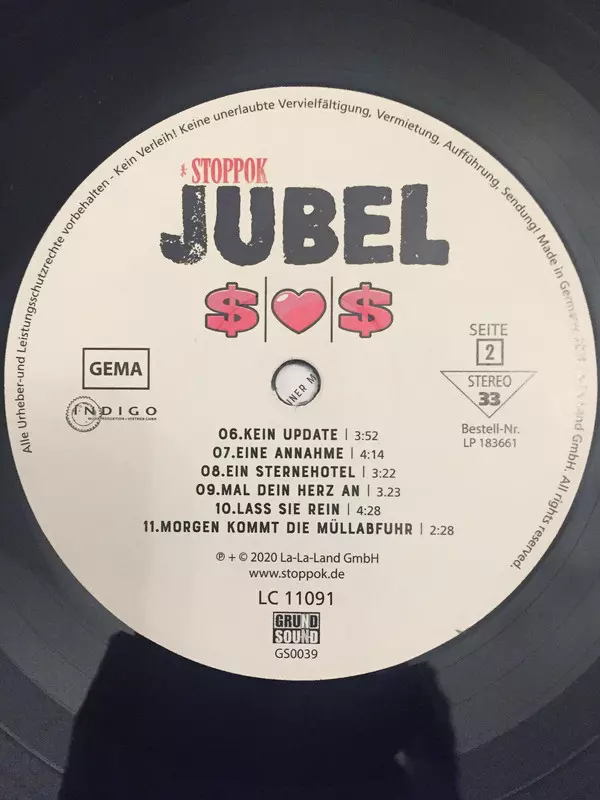 Alle Urheber-und Leistungsschutzrechte vorbehalten - Kein Verleih! Keine unerlaubte Vervielfältigung, Vermietung, Aufführung, Sendung! Made in Germany. Land GmbH. All rights reserved.
STOPPOK
JUBEL
$ $
SEITE
2
STEREO
33
Bestell-Nr.
LP 183661
GEMA
INDIGO
NER M
06.KEIN UPDATE | 3:52
07.EINE ANNAHME | 4:14
08.EIN STERNEHOTEL | 3:22
09.MAL DEIN HERZ AN | 3.23
10.LASS SIE REIN | 4:28
11.MORGEN KOMMT DIE MÜLLABFUHR | 2:28
℗ + © 2020 La-La-Land GmbH
www.stoppok.de
LC 11091
GRUND
SOUND
GS0039